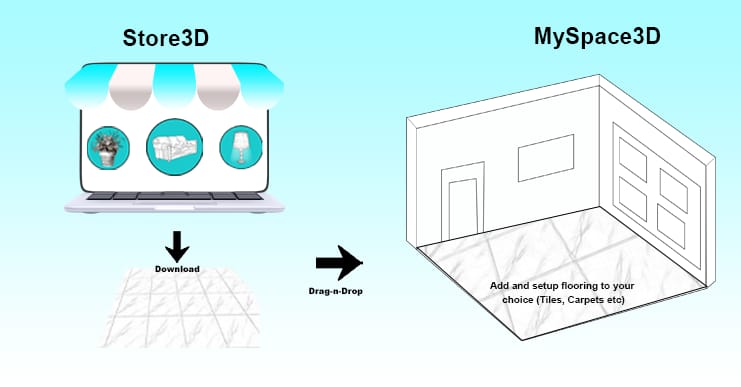 Store3D
MySpace3D
Download
Drag-n-Drop
Add and setup flooring to your
choice (Tiles, Carpets etc)